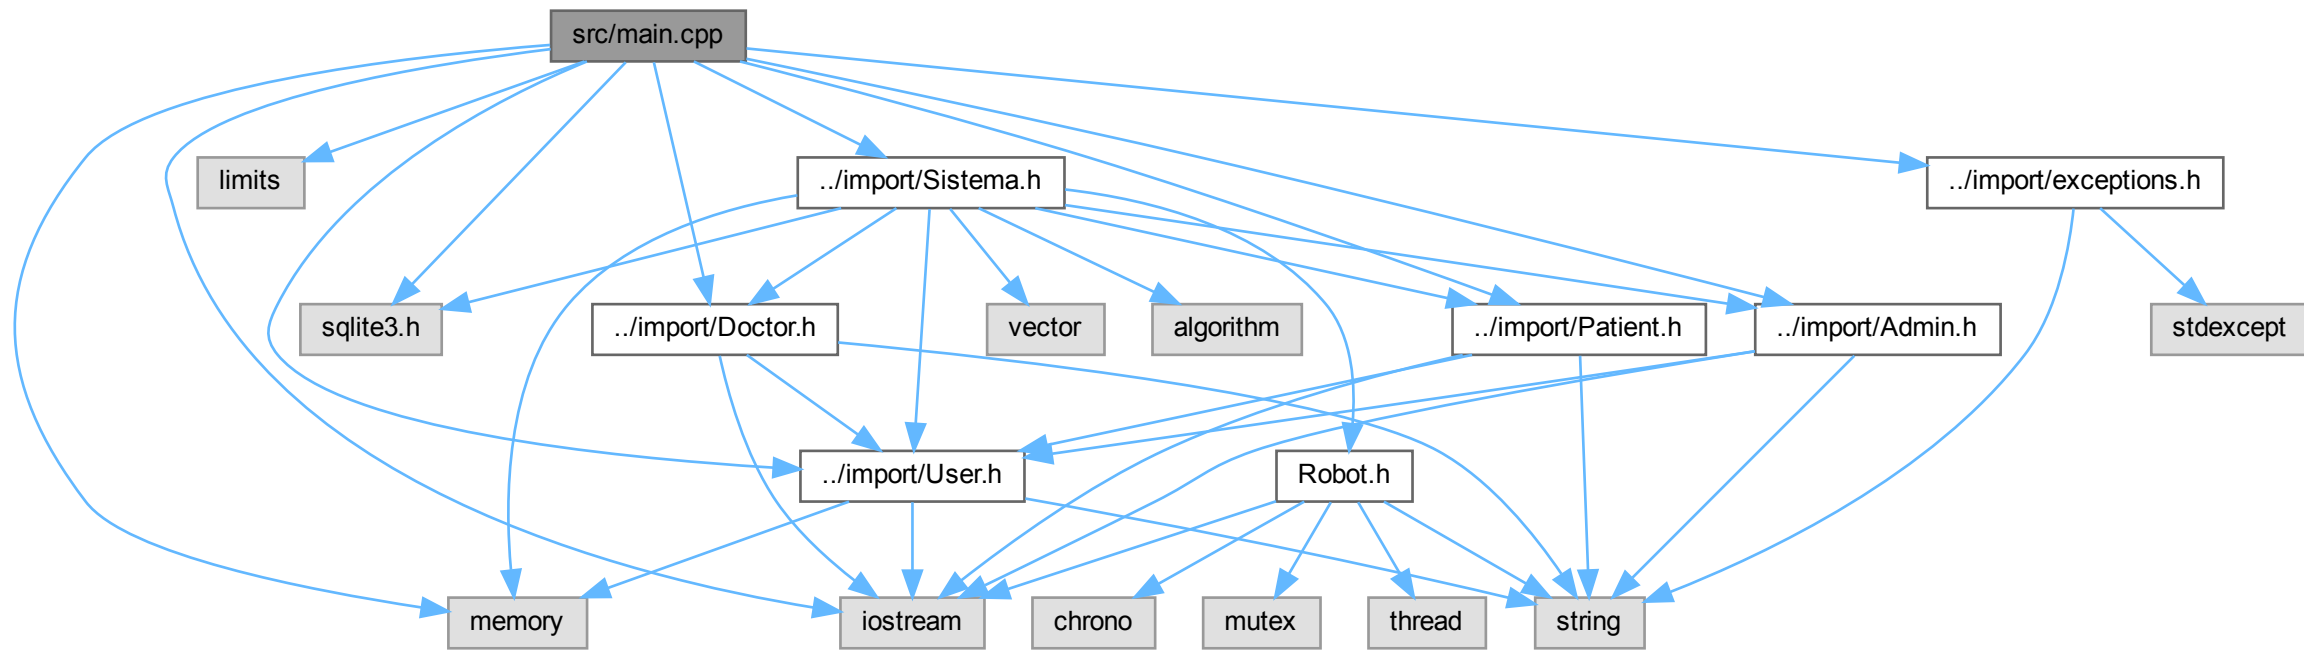 src/main.cpp
limits
../import/Sistema.h
../import/exceptions.h
sqlite3.h
../import/Doctor.h
vector
algorithm
../import/Patient.h
../import/Admin.h
stdexcept
../import/User.h
Robot.h
memory
iostream
chrono
mutex
thread
string